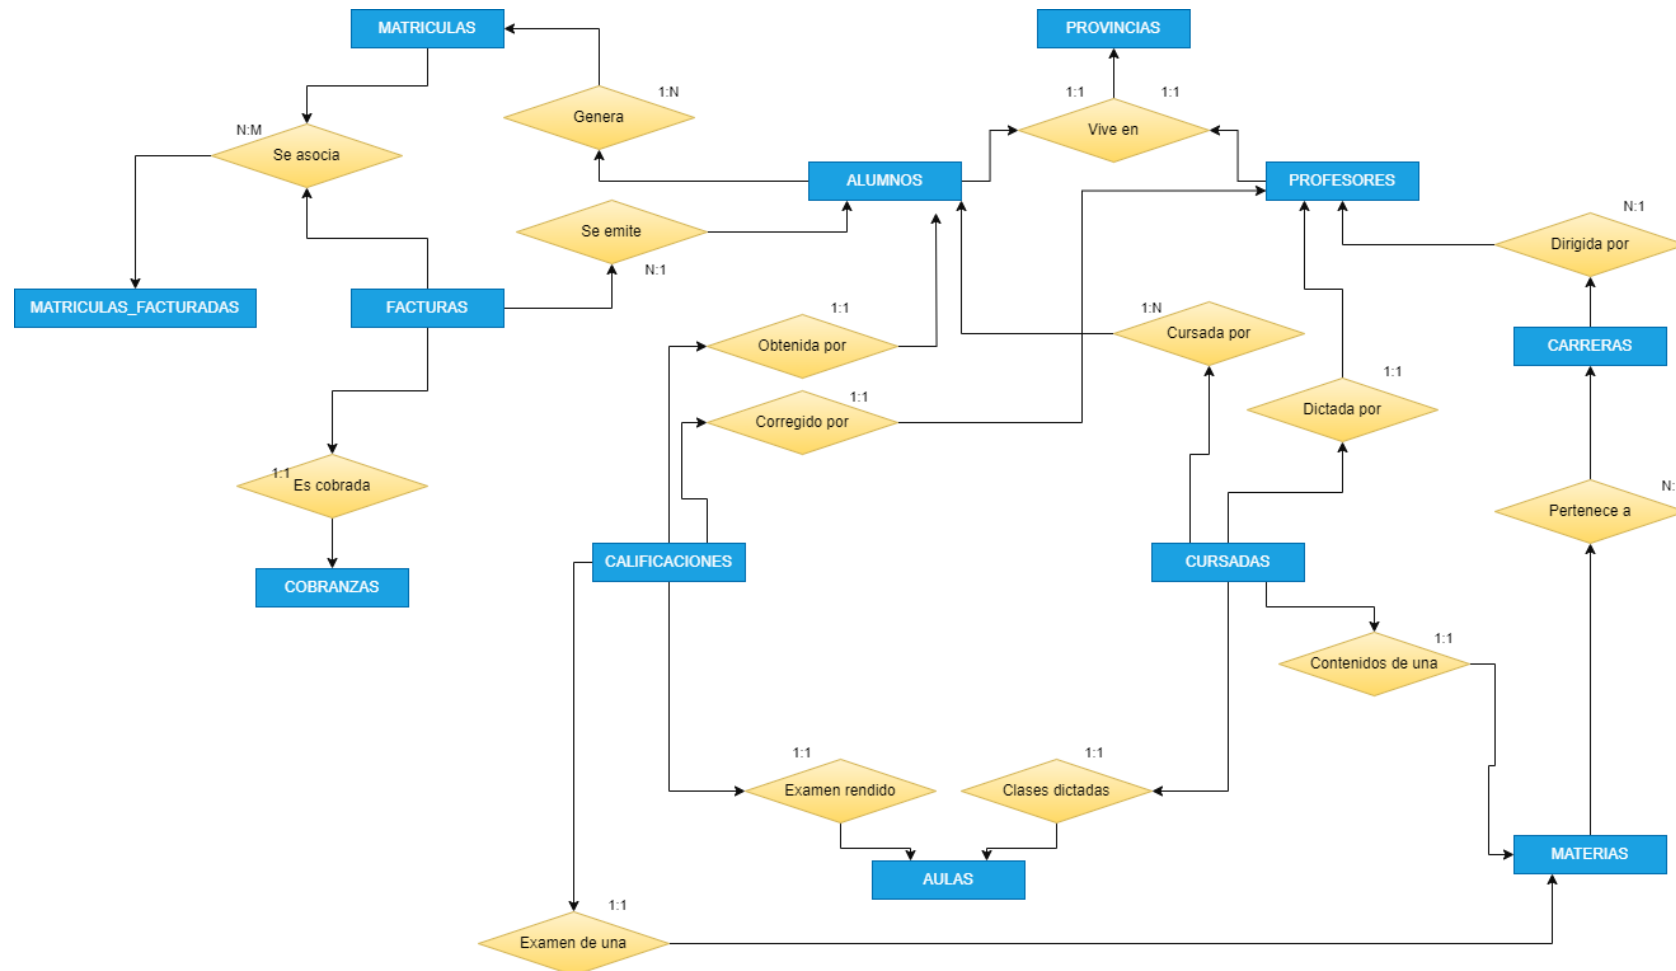 MATRICULAS
PROVINCIAS
1:N
1:1
1:1
Genera
Vive en
N:M
Se asocia
ALUMNOS
PROFESORES
N:1
Se emite
Dirigida por
N:1
MATRICULAS_FACTURADAS
FACTURAS
1:1
1:N
Obtenida por
Cursada por
CARRERAS
1:1
1:1
Corregido por
Dictada por
1:1
Es cobrada
N:
Pertenece a
CALIFICACIONES
CURSADAS
COBRANZAS
1:1
Contenidos de una
1:1
1:1
Examen rendido
Clases dictadas
MATERIAS
AULAS
1:1
Examen de una